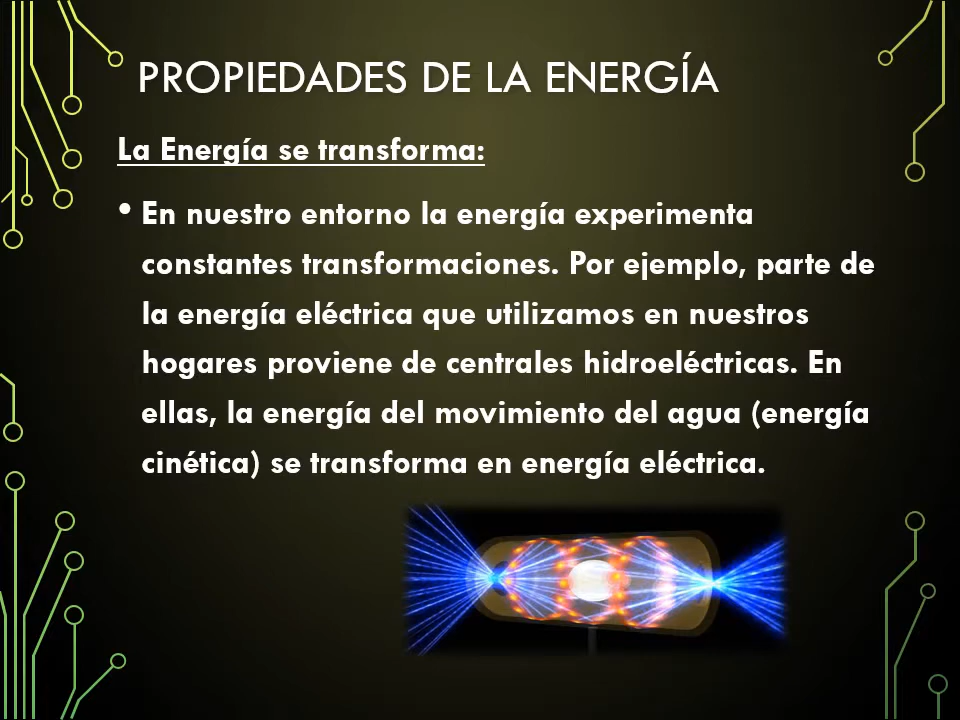 PROPIEDADES DE LA ENERGÍA
La Energía se transforma:
• En nuestro entorno la energía experimenta
constantes transformaciones. Por ejemplo, parte de
la energía eléctrica que utilizamos en nuestros
hogares proviene de centrales hidroeléctricas. En
ellas, la energía del movimiento del agua (energía
cinética) se transforma en energía eléctrica.